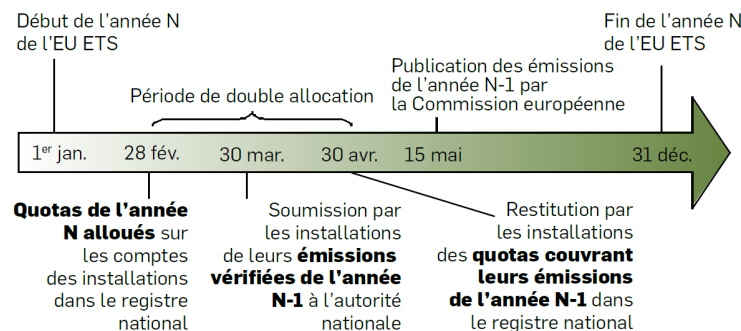 Début de l'année N
de l'EU ETS
Fin de l'année N
de l'EU ETS
Publication des émissions
de l'année N-1 par
la Commission européenne
Période de double allocation
1er jan.
28 fév.
30 mar.
30 avr.
15 mai
31 déc.
Quotas de l'année
N alloués sur
les comptes
des installations
dans le registre
national
Soumission par
les installations
de leurs émissions
vérifiées de l'année
N-1 à l'autorité
nationale
Restitution par
les installations
des quotas couvrant
leurs émissions
de l'année N-1 dans
le registre national